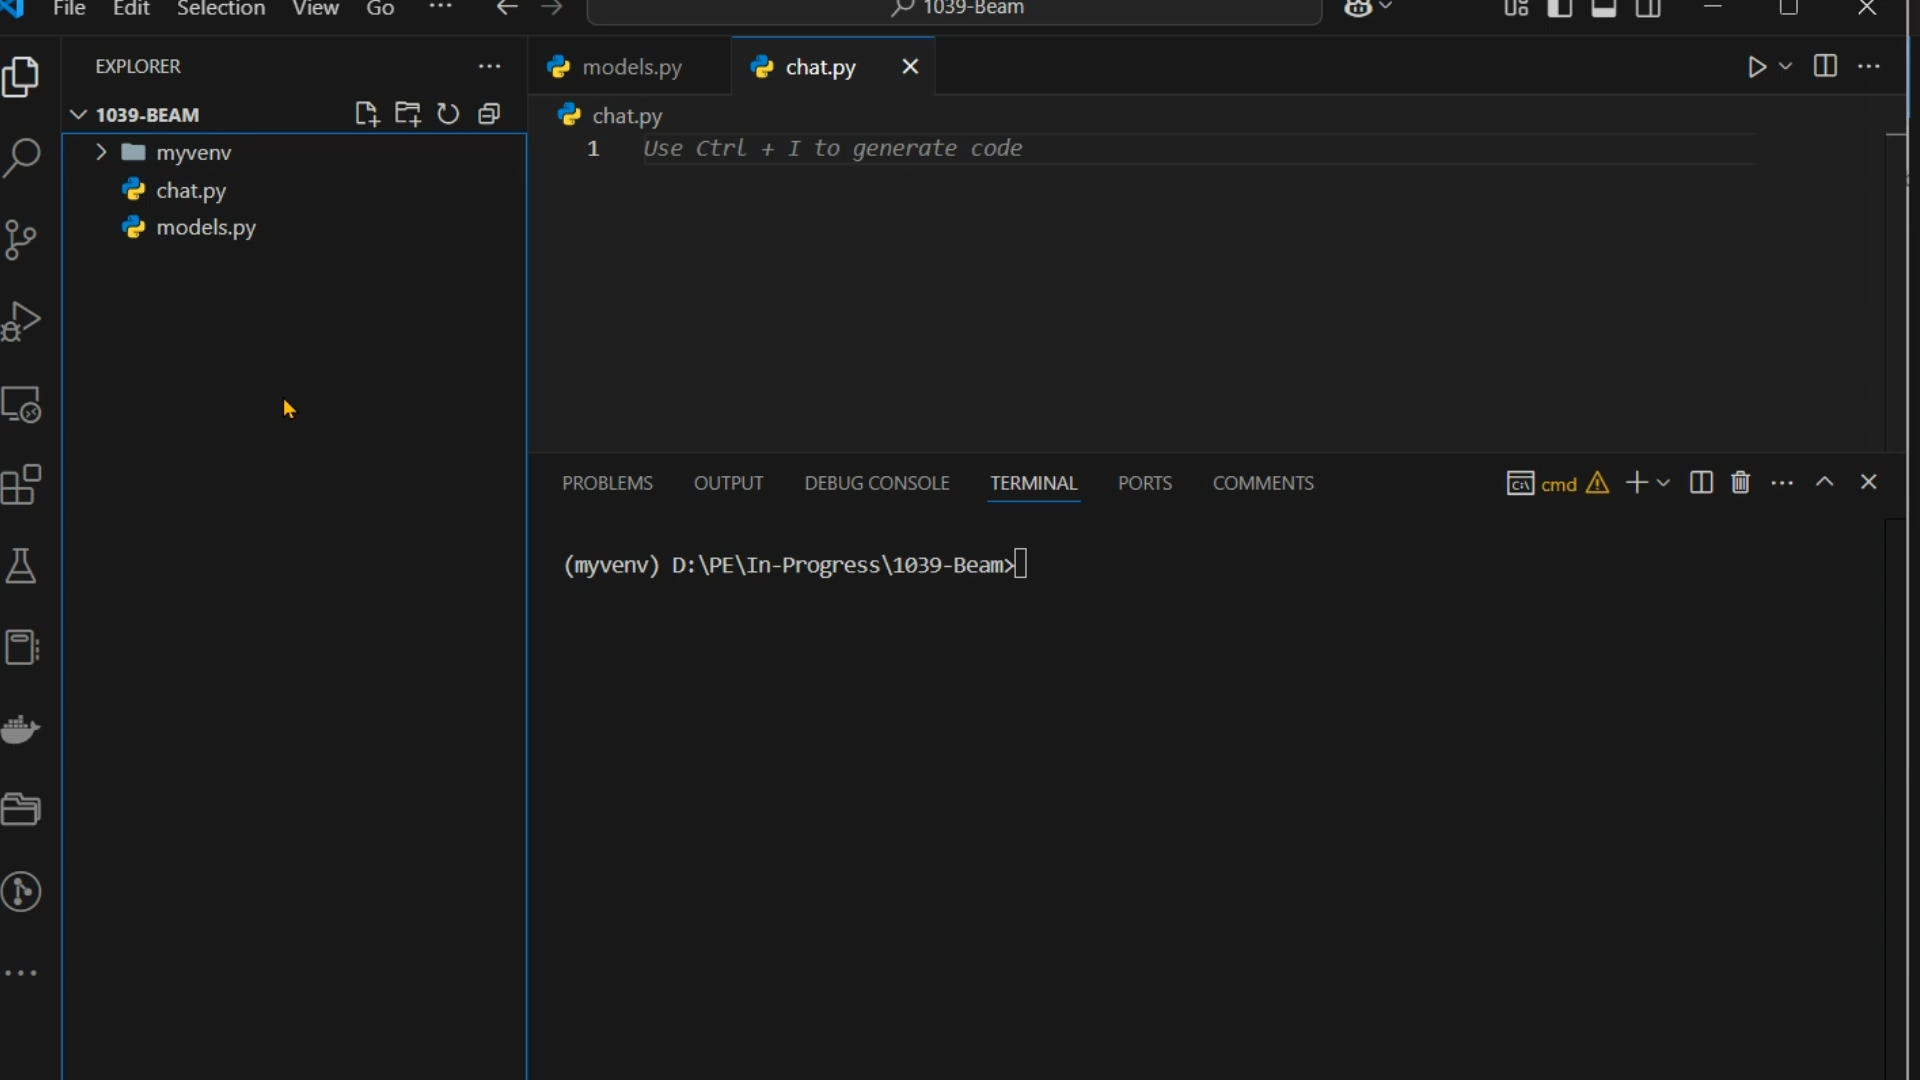 File Edit Selection View Go ··· 1039-Beam
EXPLORER
1039-BEAM
myvenv
chat.py
models.py
models.py chat.py
chat.py
1 Use Ctrl + I to generate code
PROBLEMS OUTPUT DEBUG CONSOLE TERMINAL PORTS COMMENTS cmd
(myvenv) D:\PE\In-Progress\1039-Beam>